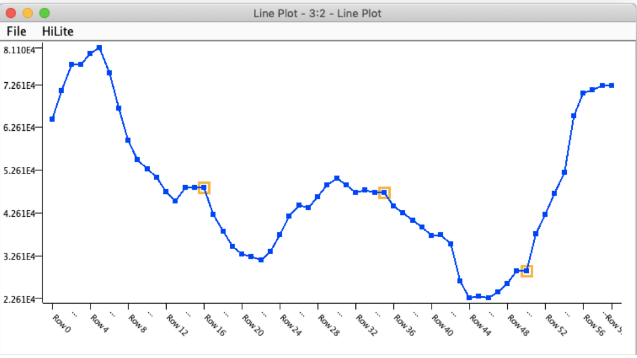 Line Plot - 3:2 - Line Plot
File HiLite
8.110E4
7.261E4
6.261E4
5.261E4
4.261E4
3.261E4
2.261E4
Row0 ... Row4 ... Row8 ... Row12 ... Row16 ... Row20 ... Row24 ... Row28 ... Row32 ... Row36 ... Row40 ... Row44 ... Row48 ... Row52 ... Row56 ...